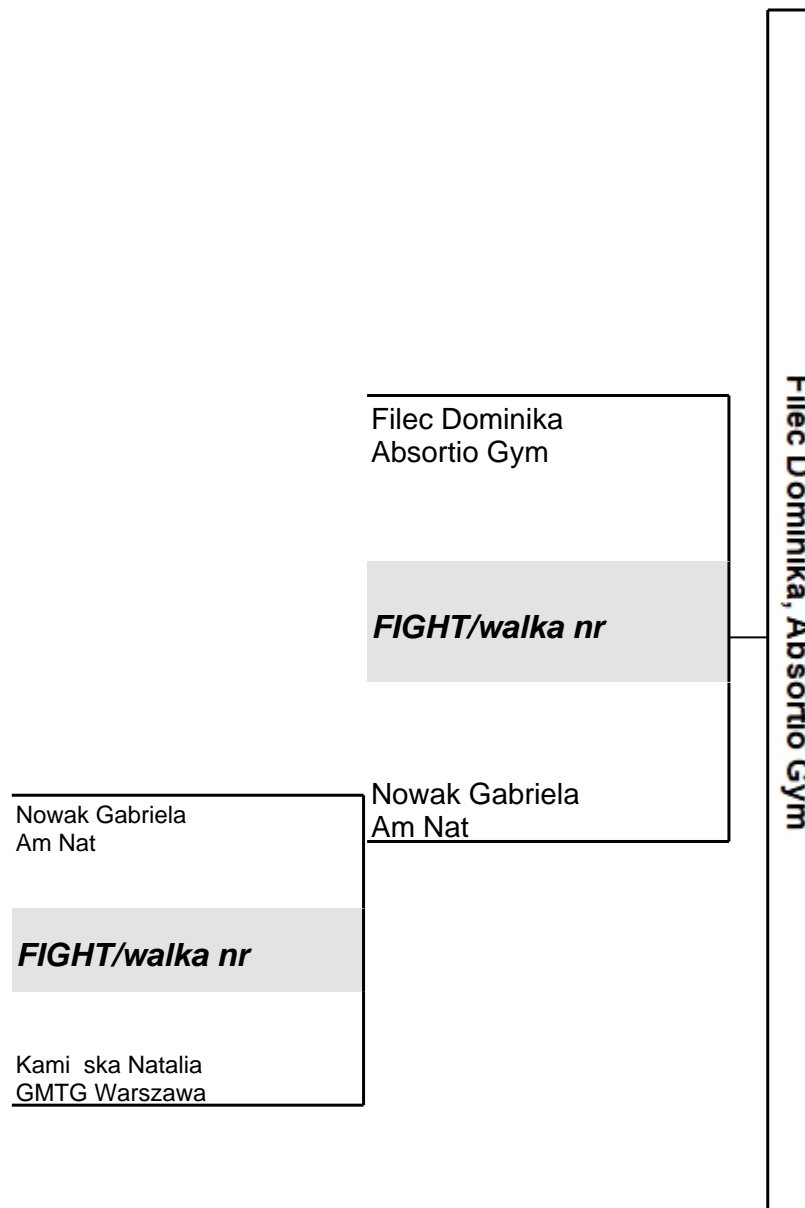 Filec Dominika
Absortio Gym
FIGHT/walka nr
Nowak Gabriela
Am Nat
Nowak Gabriela
Am Nat
FIGHT/walka nr
Kami ska Natalia
GMTG Warszawa
Filec Dominika, Absortio Gym